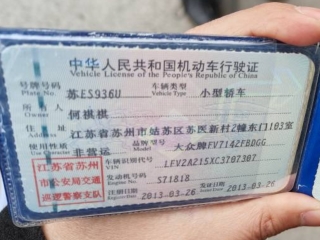 中华人民共和国机动车行驶证
Vehicle License of the People's Republic of China
号牌号码 苏ES936U 车辆类型 小型轿车
Plate No. Vehicle Type
所有人 何祺祺
Owner
住址 江苏省苏州市姑苏区苏医新村2幢东门103室
使用性质 非营运 品牌型号 大众牌FV7142FBDGG
Use Character
江苏省苏州 车辆识别代号 LFVZA215XC3707307
VIN
市公安局交通 发动机号码 S71818
Engine No.
巡逻警察支队 注册日期 2013-03-26 发证日期 2013-03-26